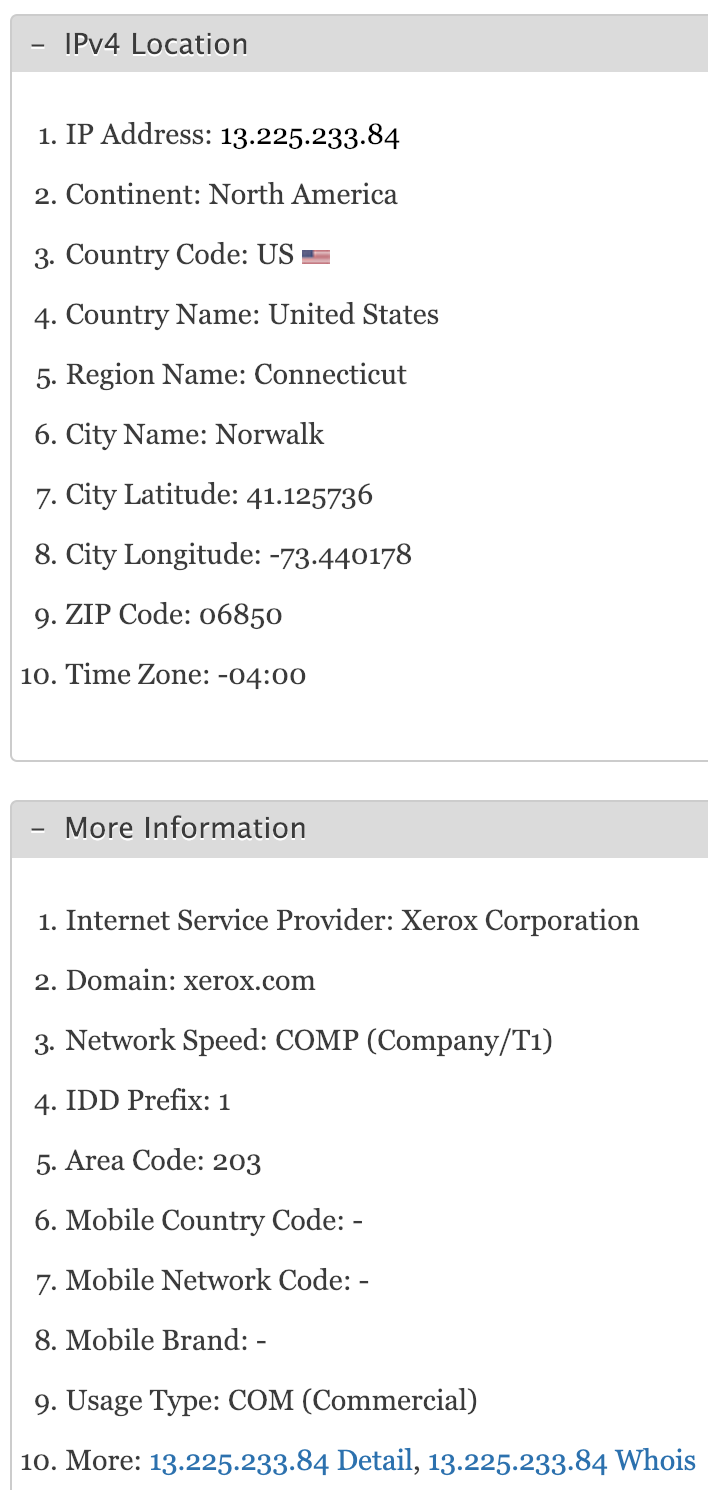 – IPv4 Location
1. IP Address: 13.225.233.84
2. Continent: North America
3. Country Code: US
4. Country Name: United States
5. Region Name: Connecticut
6. City Name: Norwalk
7. City Latitude: 41.125736
8. City Longitude: -73.440178
9. ZIP Code: 06850
10. Time Zone: -04:00
– More Information
1. Internet Service Provider: Xerox Corporation
2. Domain: xerox.com
3. Network Speed: COMP (Company/T1)
4. IDD Prefix: 1
5. Area Code: 203
6. Mobile Country Code: -
7. Mobile Network Code: -
8. Mobile Brand: -
9. Usage Type: COM (Commercial)
10. More: 13.225.233.84 Detail, 13.225.233.84 Whois